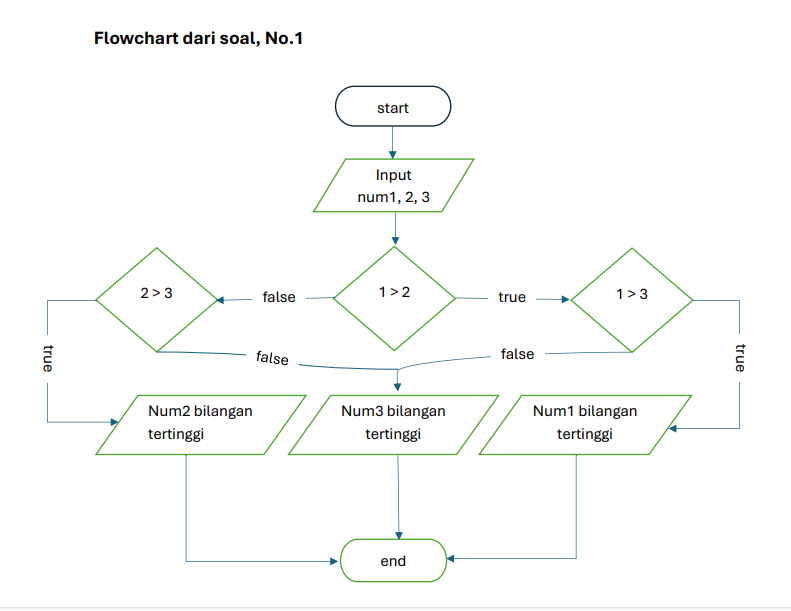 Flowchart dari soal, No.1
start
Input
num1, 2, 3
2 > 3
false
1 > 2
true
1 > 3
true
false
false
true
Num2 bilangan
tertinggi
Num3 bilangan
tertinggi
Num1 bilangan
tertinggi
end